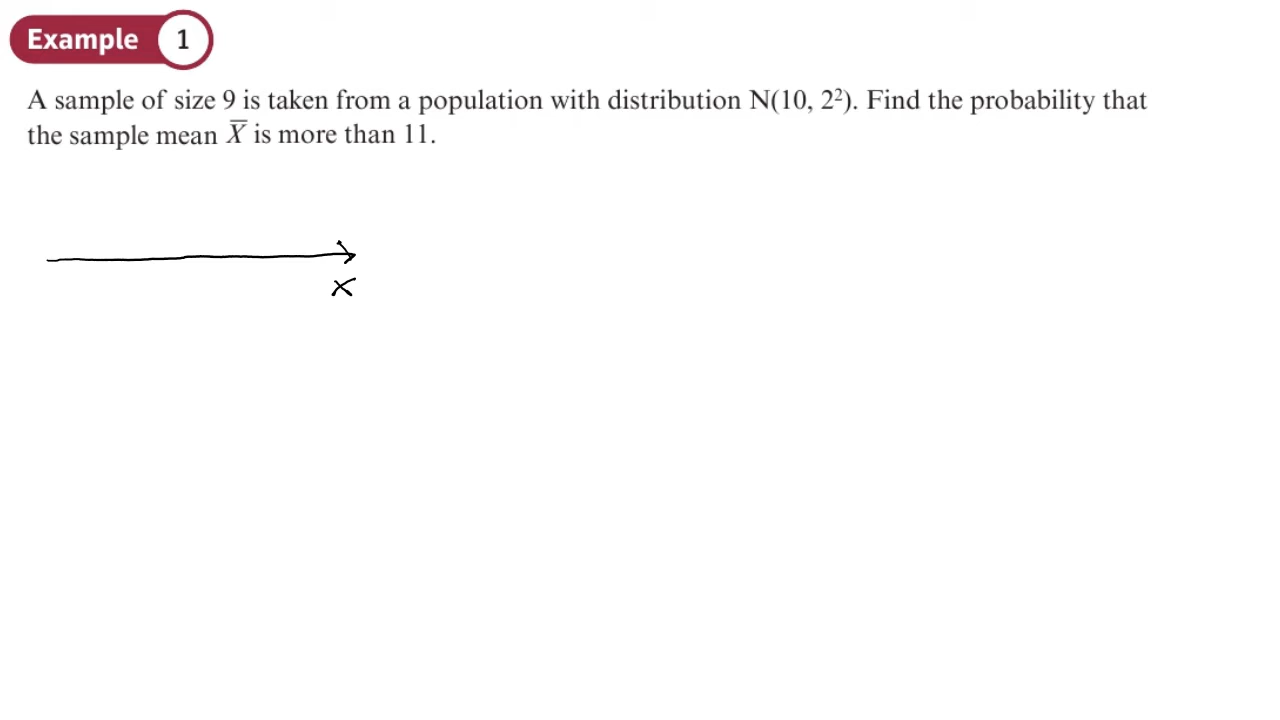 Example 1
A sample of size 9 is taken from a population with distribution N(10, 2²). Find the probability that
the sample mean X̅ is more than 11.
x